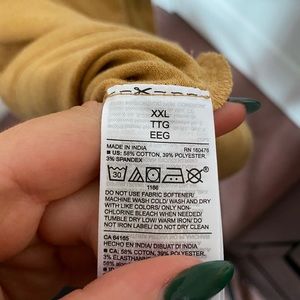 XXL
TTG
EEG
MADE IN INDIA RN 160476
■ US: 58% COTTON, 39% POLYESTER,
3% SPANDEX
30
1166
DO NOT USE FABRIC SOFTENER/
MACHINE WASH COLD/ WASH AND DRY
WITH LIKE COLORS/ ONLY NON-
CHLORINE BLEACH WHEN NEEDED/
TUMBLE DRY LOW/ WARM IRON/ DO
NOT IRON LABEL/ DO NOT DRY CLEAN
CA 64165
HECHO EN INDIA/ DIBUAT DI INDIA
■ CA: 58% COTTON, 39% POLYESTER,
3% ELASTHANNE
58%